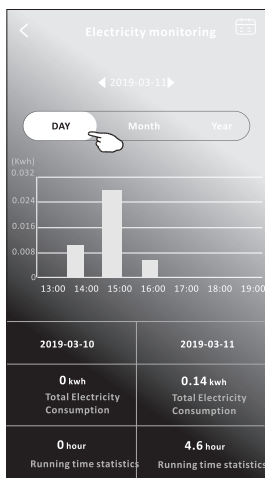 Electricity monitoring
2019-03-11
DAY Month Year
(Kwh)
0.032
0.024
0.016
0.008
0
13:00 14:00 15:00 16:00 17:00 18:00 19:00
2019-03-10 2019-03-11
0 kwh 0.14 kwh
Total Electricity Total Electricity
Consumption Consumption
0 hour 4.6 hour
Running time statistics Running time statistics